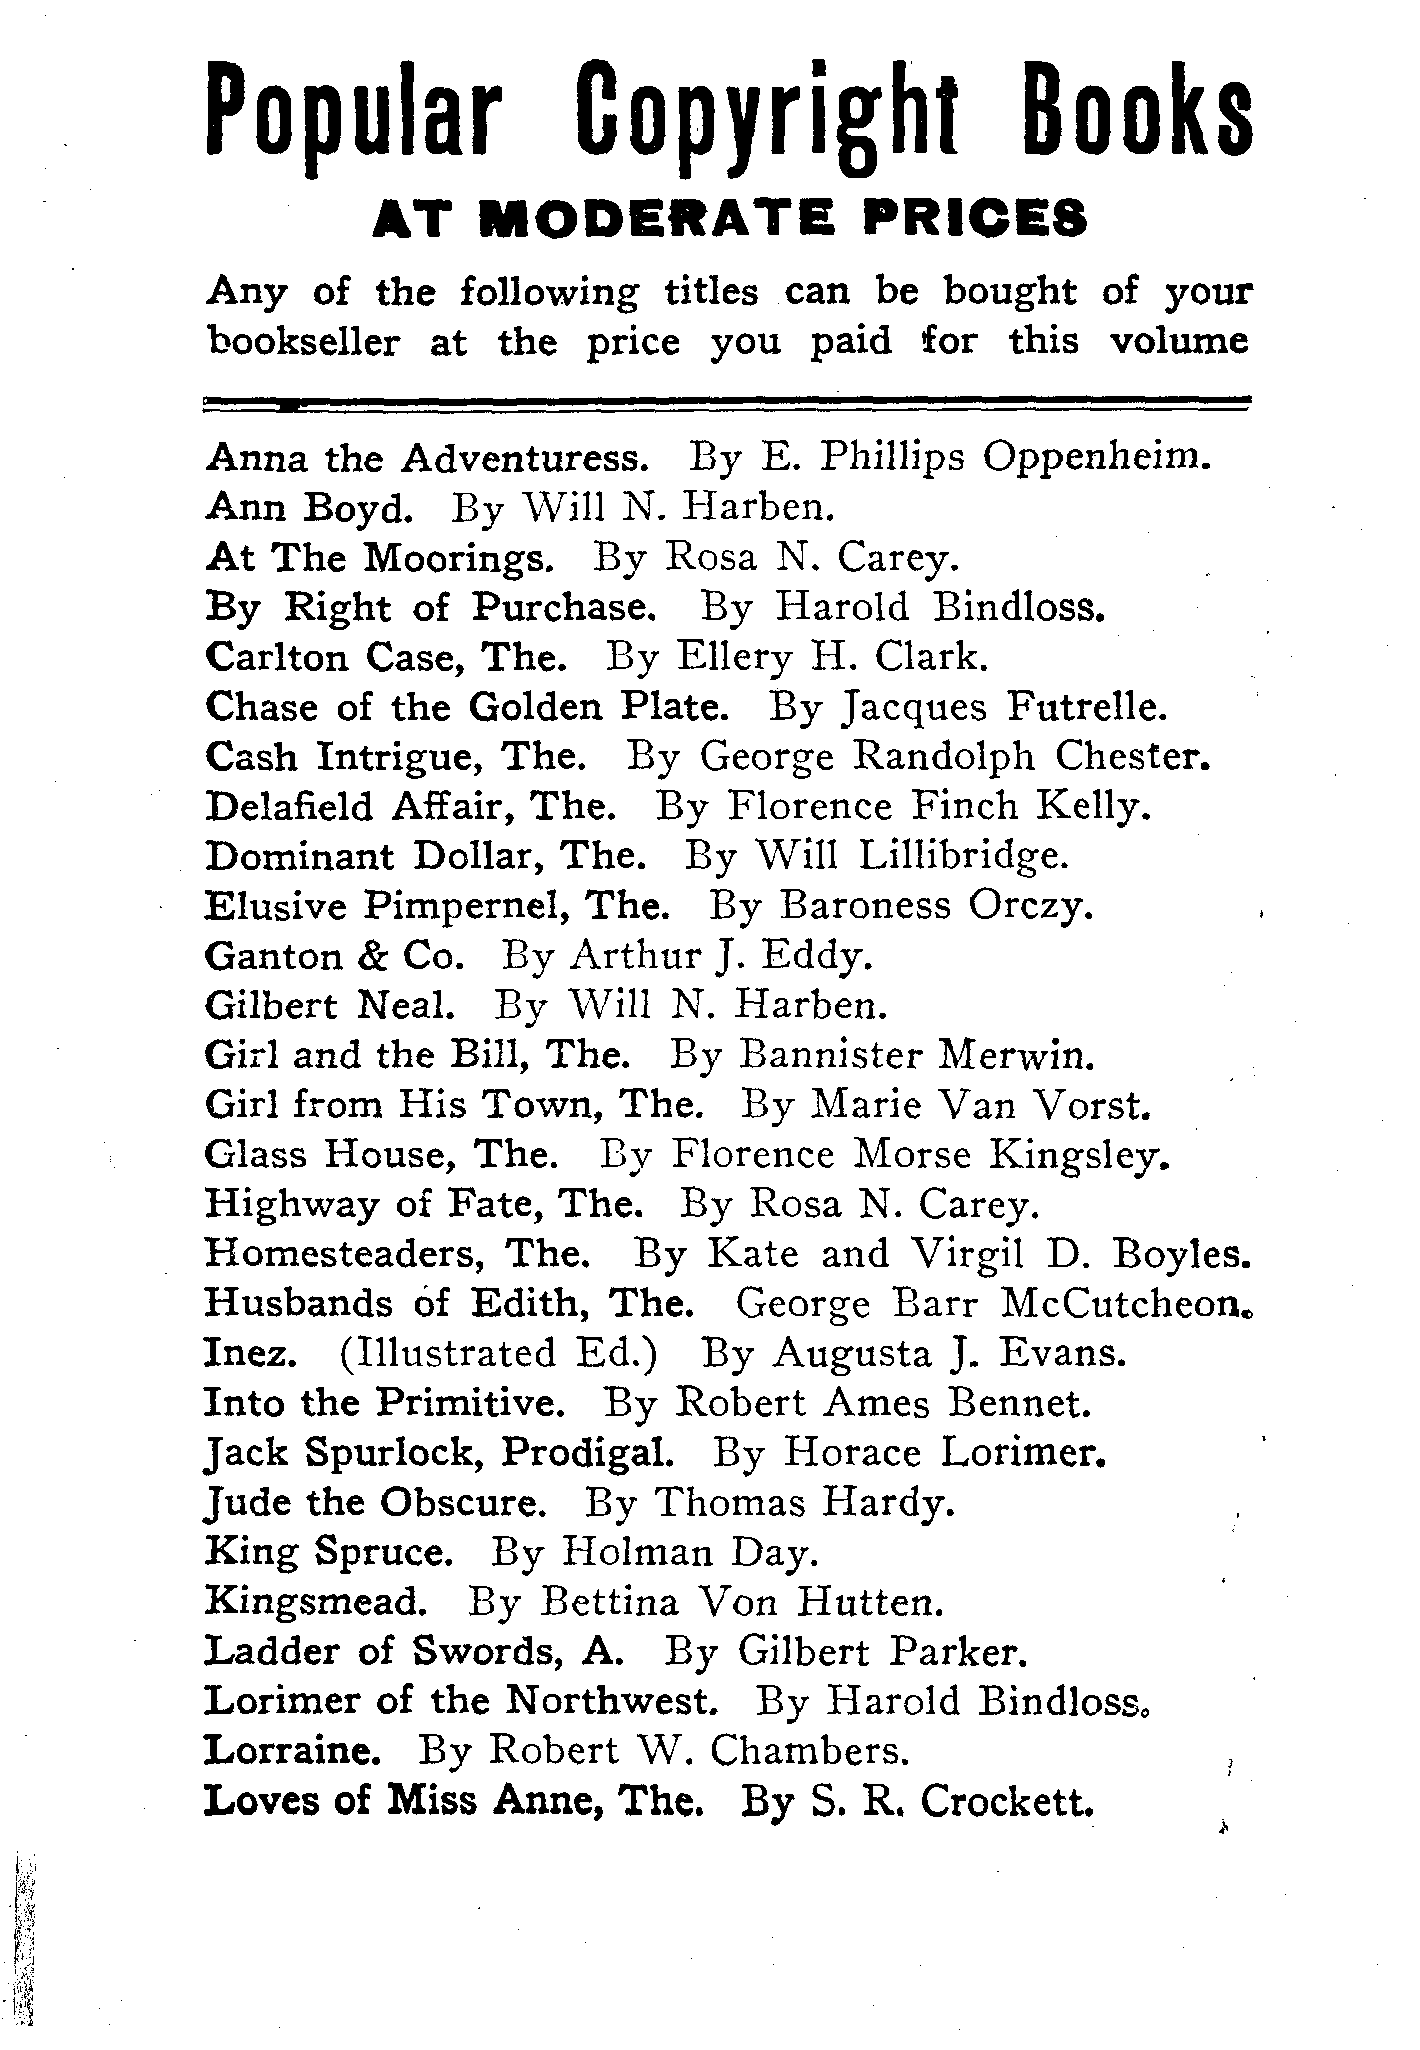 Popular Copyright Books
AT MODERATE PRICES
Any of the following titles can be bought of your
bookseller at the price you paid for this volume
Anna the Adventuress. By E. Phillips Oppenheim.
Ann Boyd. By Will N. Harben.
At The Moorings. By Rosa N. Carey.
By Right of Purchase. By Harold Bindloss.
Carlton Case, The. By Ellery H. Clark.
Chase of the Golden Plate. By Jacques Futrelle.
Cash Intrigue, The. By George Randolph Chester.
Delafield Affair, The. By Florence Finch Kelly.
Dominant Dollar, The. By Will Lillibridge.
Elusive Pimpernel, The. By Baroness Orczy.
Ganton & Co. By Arthur J. Eddy.
Gilbert Neal. By Will N. Harben.
Girl and the Bill, The. By Bannister Merwin.
Girl from His Town, The. By Marie Van Vorst.
Glass House, The. By Florence Morse Kingsley.
Highway of Fate, The. By Rosa N. Carey.
Homesteaders, The. By Kate and Virgil D. Boyles.
Husbands of Edith, The. George Barr McCutcheon.
Inez. (Illustrated Ed.) By Augusta J. Evans.
Into the Primitive. By Robert Ames Bennet.
Jack Spurlock, Prodigal. By Horace Lorimer.
Jude the Obscure. By Thomas Hardy.
King Spruce. By Holman Day.
Kingsmead. By Bettina Von Hutten.
Ladder of Swords, A. By Gilbert Parker.
Lorimer of the Northwest. By Harold Bindloss.
Lorraine. By Robert W. Chambers.
Loves of Miss Anne, The. By S. R. Crockett.